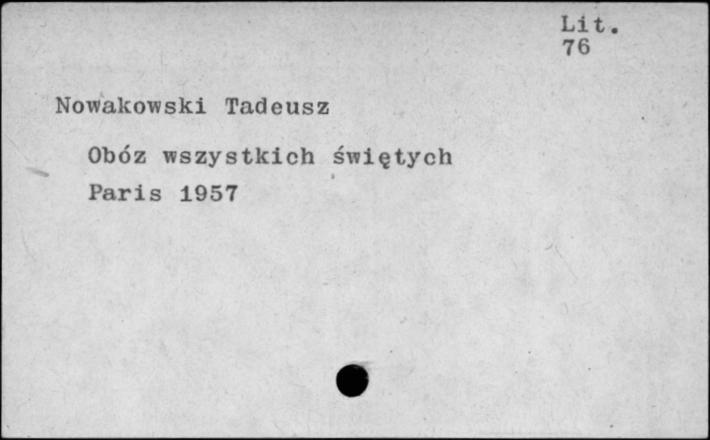 Lit.
76
Nowakowski Tadeusz
Obóz wszystkich świętych
Paris 1957